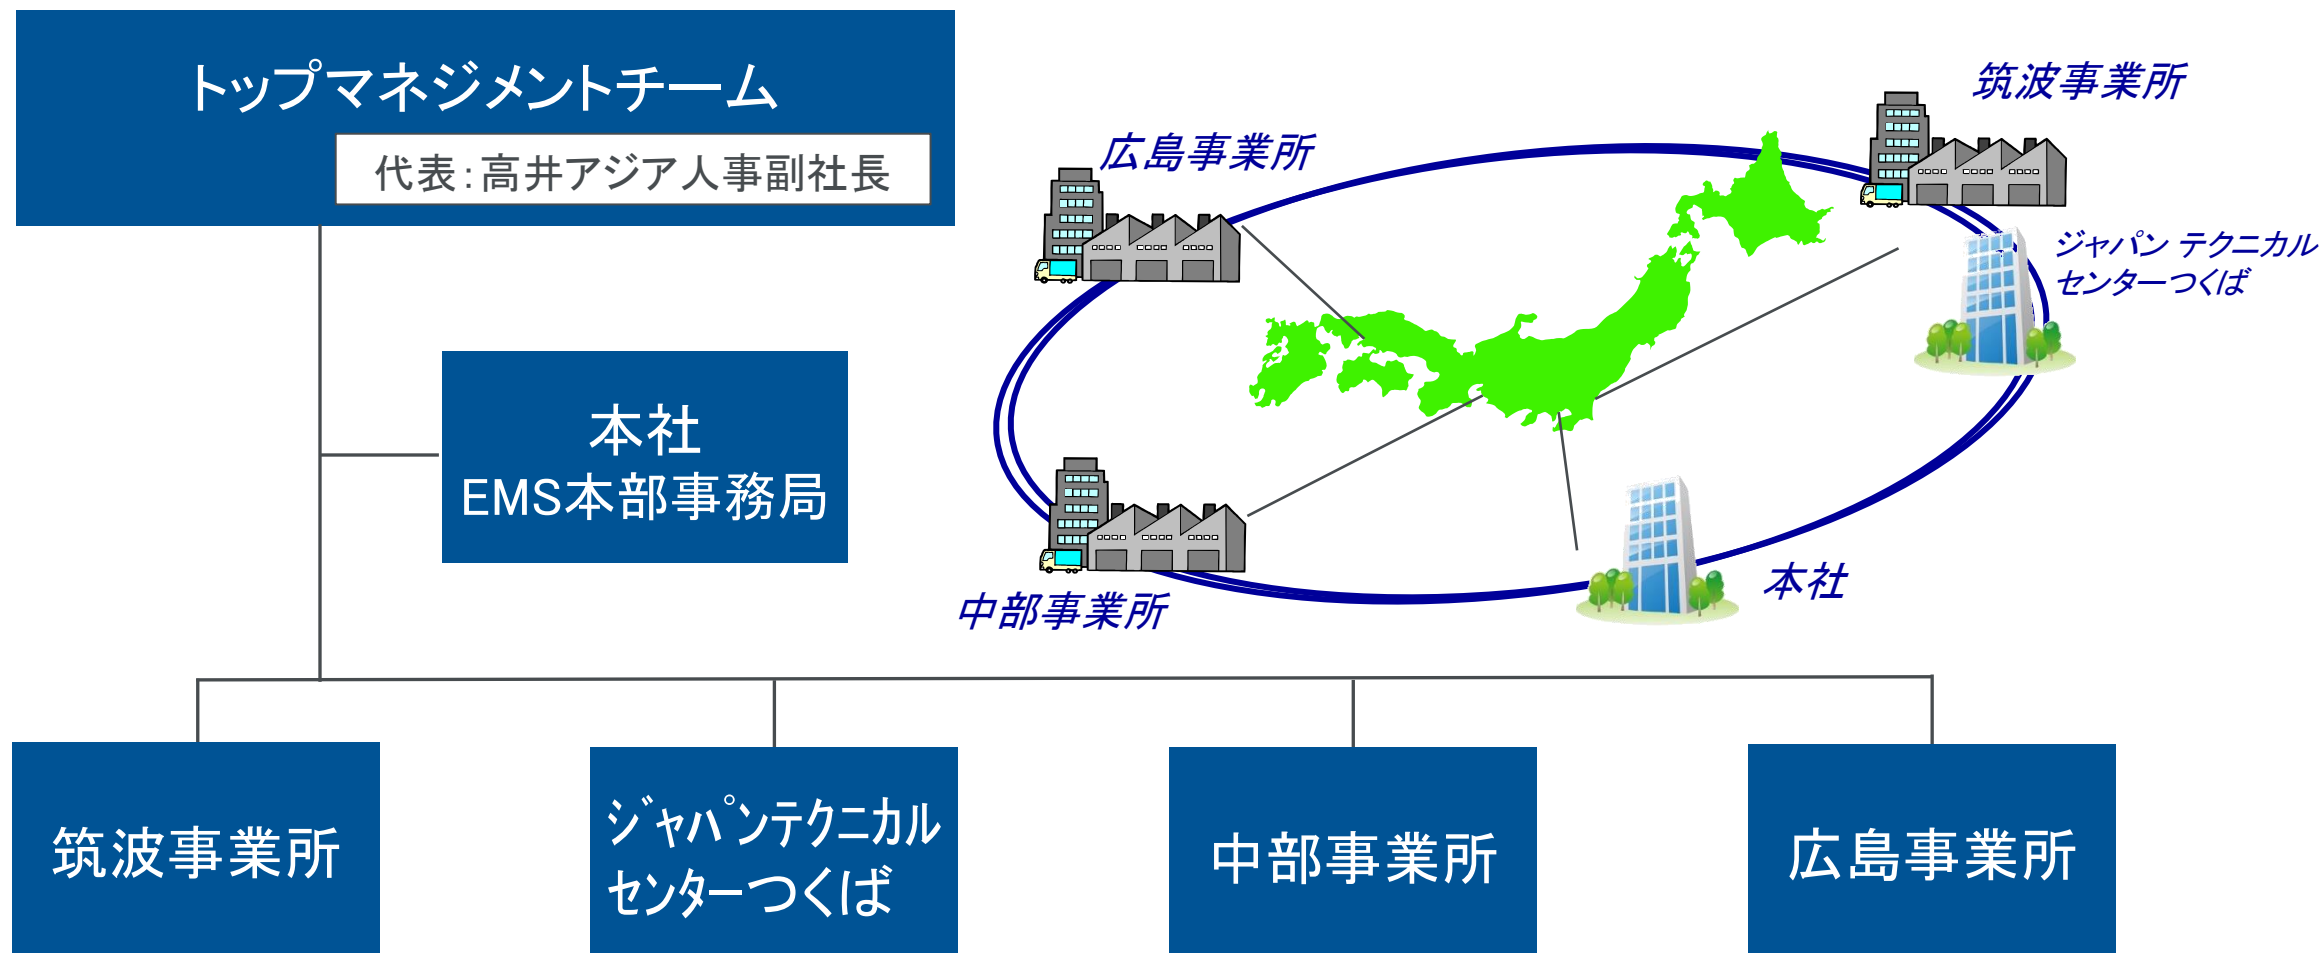 トップマネジメントチーム
代表：高井アジア人事副社長
本社
EMS本部事務局
筑波事業所
ｼﾞｬﾊﾟﾝﾃｸﾆｶﾙ
ｾﾝﾀｰつくば
中部事業所
広島事業所
広島事業所
筑波事業所
ジャパン テクニカル
センターつくば
中部事業所
本社